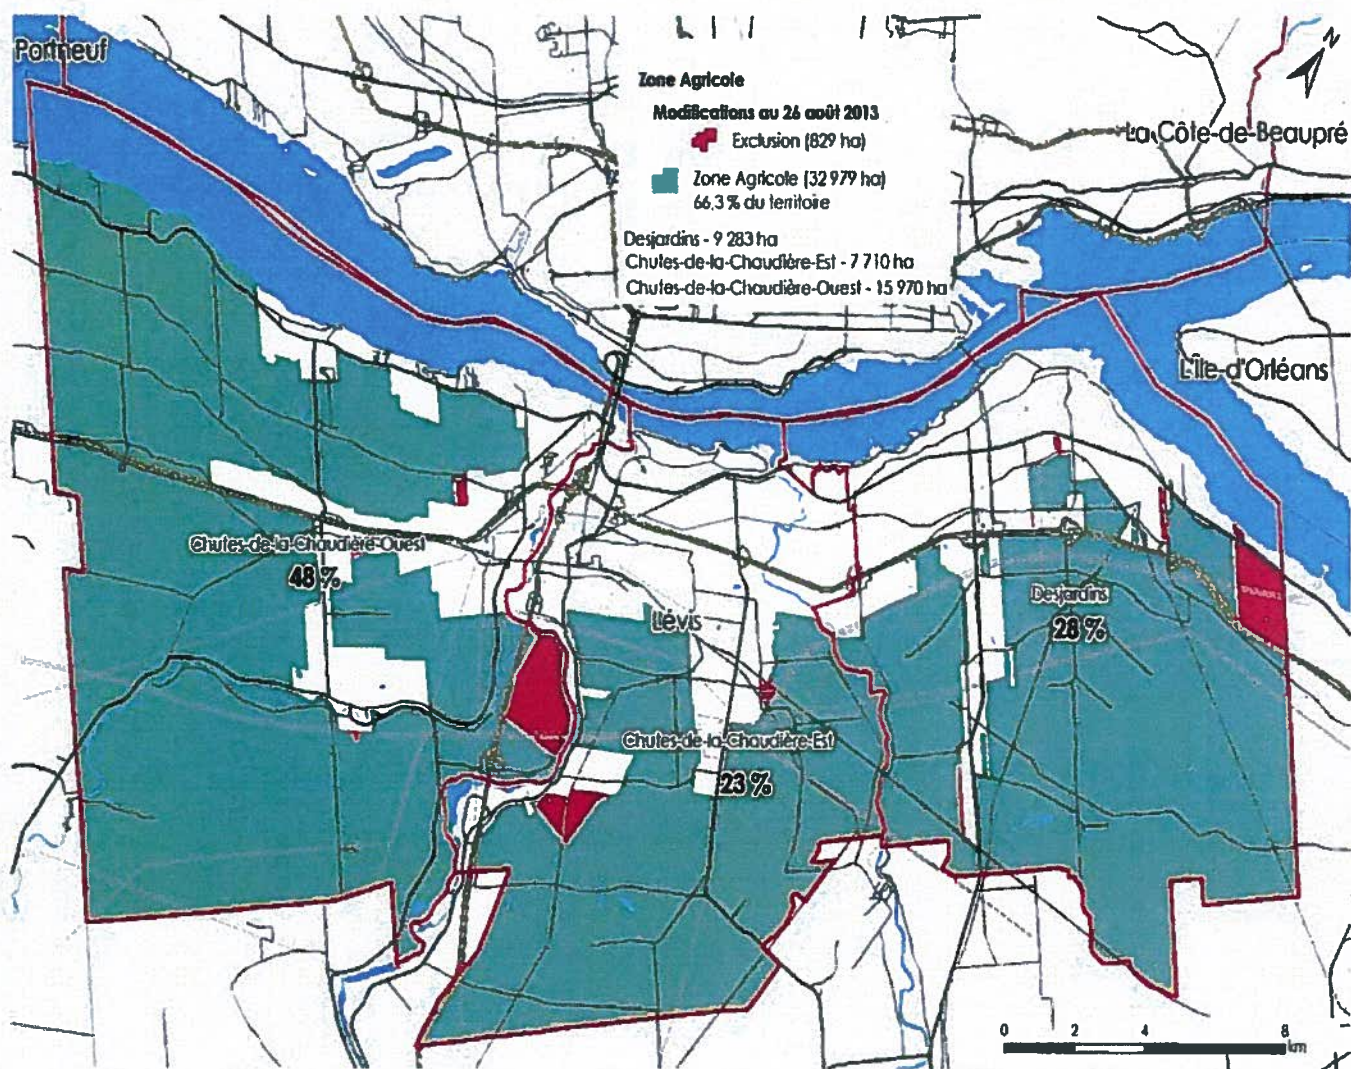 Portneuf
N
Zone Agricole
Modifications au 26 août 2013
Exclusion (829 ha)
Zone Agricole (32 979 ha)
66,3 % du territoire
Desjardins - 9 283 ha
Chutes-de-la-Chaudière-Est - 7 710 ha
Chutes-de-la-Chaudière-Ouest - 15 970 ha
La Côte-de-Beaupré
L'Île-d'Orléans
Chutes-de-la-Chaudière-Ouest
48 %
Lévis
Desjardins
28 %
Chutes-de-la-Chaudière-Est
23 %
0 2 4 8
km